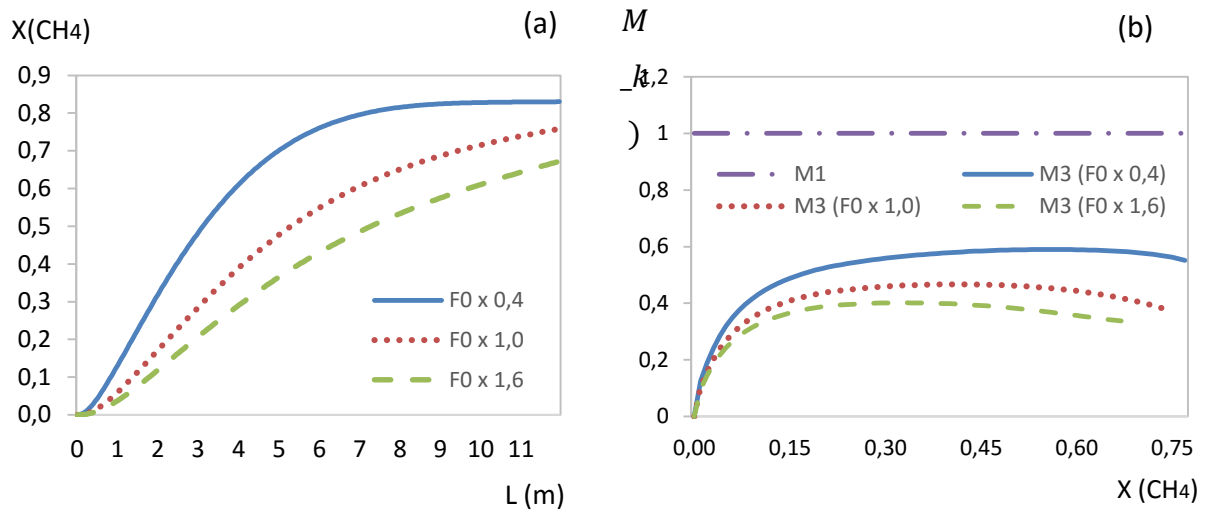 X(CH4)
(a)
0,9
0,8
0,7
0,6
0,5
0,4
0,3
0,2
0,1
0,0
0 1 2 3 4 5 6 7 8 9 10 11
L (m)
F0 x 0,4
F0 x 1,0
F0 x 1,6
M
_k
)
(b)
1,2
1
0,8
0,6
0,4
0,2
0
M1
M3 (F0 x 0,4)
M3 (F0 x 1,0)
M3 (F0 x 1,6)
0,00 0,15 0,30 0,45 0,60 0,75
X (CH4)